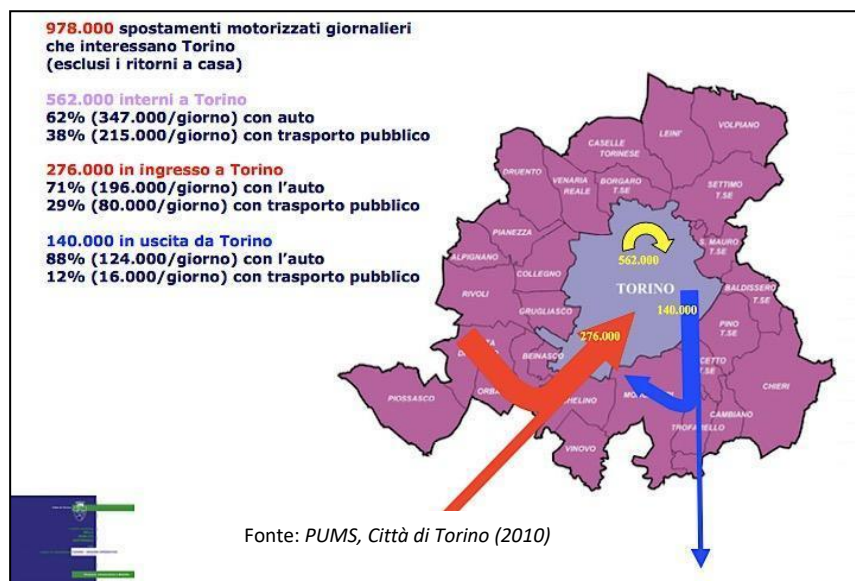 978.000 spostamenti motorizzati giornalieri
che interessano Torino
(esclusi i ritorni a casa)
562.000 interni a Torino
62% (347.000/giorno) con auto
38% (215.000/giorno) con trasporto pubblico
276.000 in ingresso a Torino
71% (196.000/giorno) con l’auto
29% (80.000/giorno) con trasporto pubblico
140.000 in uscita da Torino
88% (124.000/giorno) con l’auto
12% (16.000/giorno) con trasporto pubblico
VOLPIANO
LEINI'
CASELLE
TORINESE
DRUENTO
VENARIA
REALE
BORGARO
T.SE
SETTIMO
T.SE
PIANEZZA
S. MAURO
T.SE
ALPIGNANO
COLLEGNO
562.000
RIVOLI
TORINO
BALDISSERO
T.SE
GRUGLIASCO
140.000
276.000
PINO
T.SE
BEINASCO
CETTO
T.SE
CHIERI
PIOSSASCO
ORBA
HELINO
MO
CAMBIANO
TROFARELLO
VINOVO
Fonte: PUMS, Città di Torino (2010)